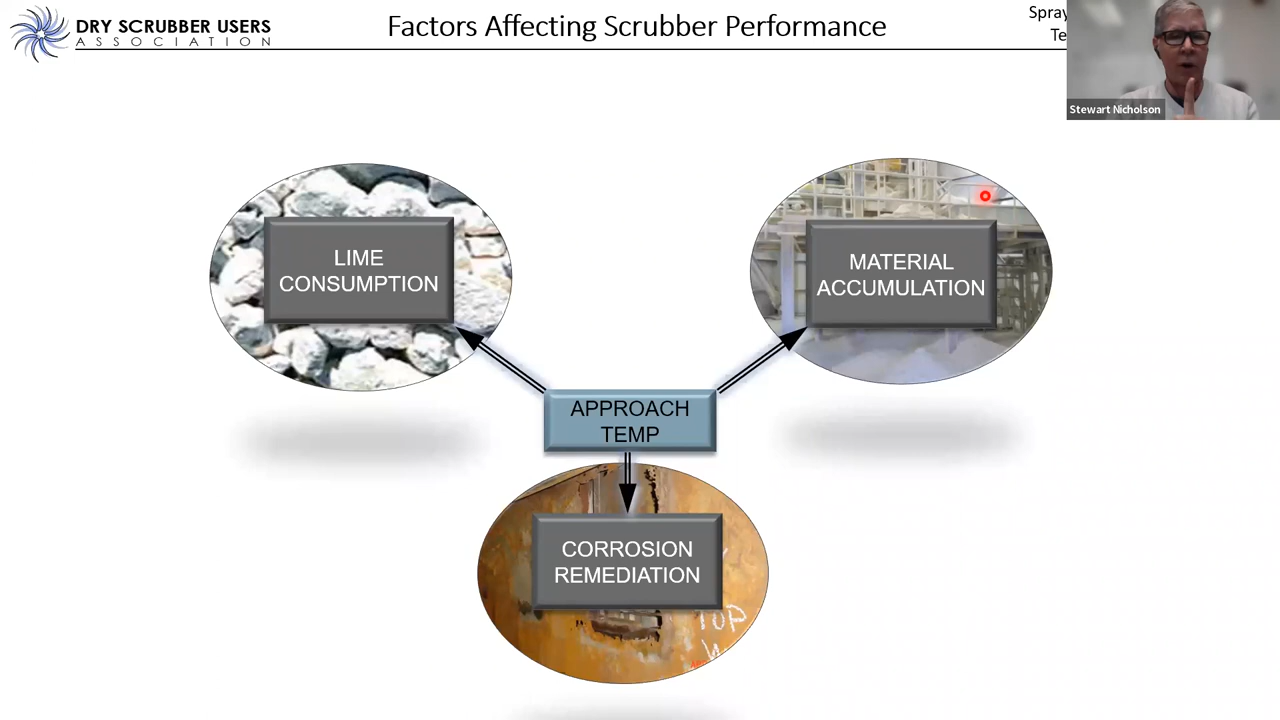 DRY SCRUBBER USERS
ASSOCIATION
Factors Affecting Scrubber Performance
Spray
Te
Stewart Nicholson
LIME
CONSUMPTION
MATERIAL
ACCUMULATION
APPROACH
TEMP
CORROSION
REMEDIATION
TOP
W